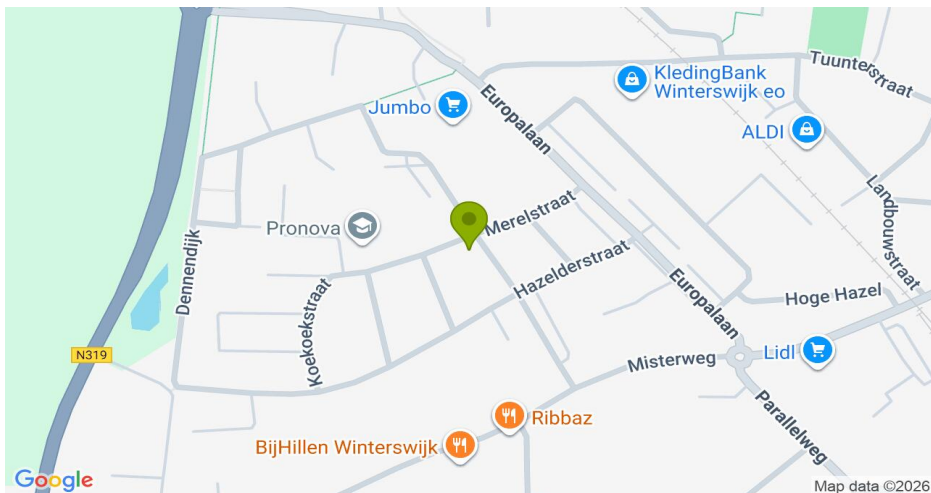 Tuunterstraat
KledingBank
Winterswijk eo
Jumbo
Europalaan
ALDI
Landbouwstraat
Merelstraat
Pronova
Hazelderstraat
Dennendijk
Europalaan
Hoge Hazel
Koekoekstraat
N319
Misterweg
Lidl
Parallelweg
Ribbaz
BijHillen Winterswijk
Google
Map data ©2026